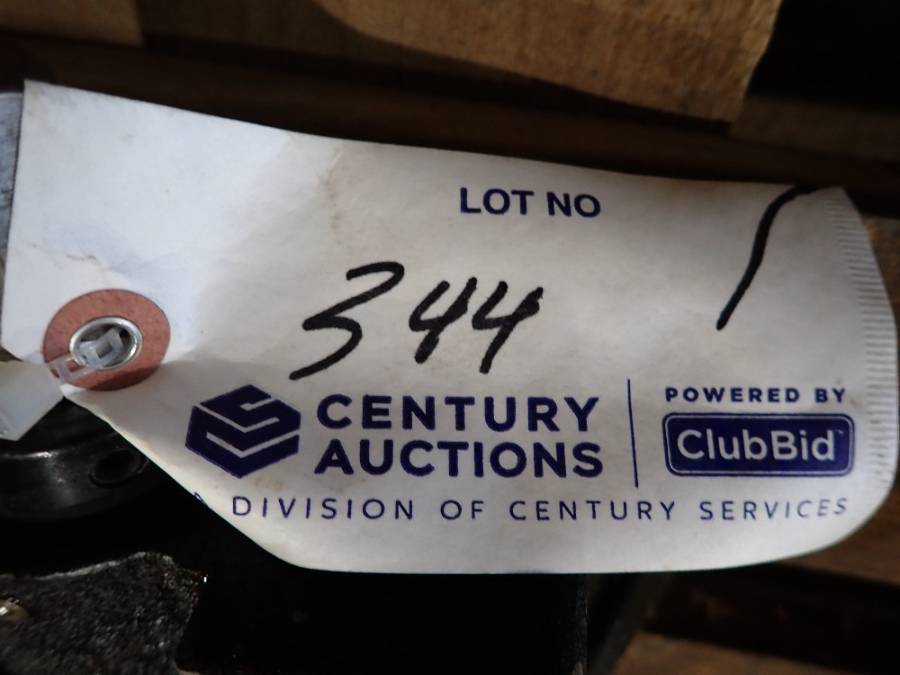 LOT NO
344
CENTURY
AUCTIONS
POWERED BY
ClubBid
A DIVISION OF CENTURY SERVICES